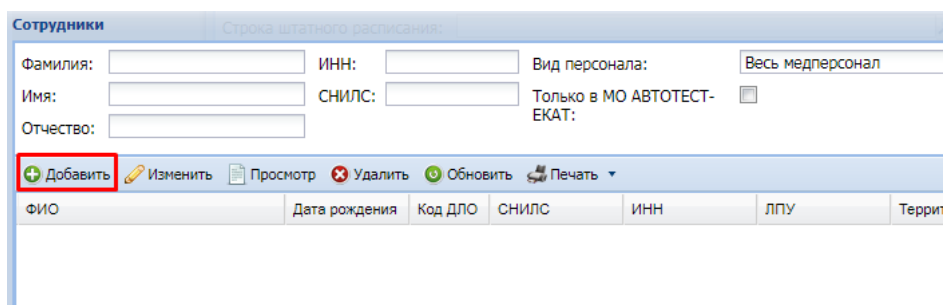 Сотрудники
Строка штатного расписания:
Фамилия: ИНН: Вид персонала: Весь медперсонал
Имя: СНИЛС: Только в МО АВТОТЕСТ-
ЕКАТ:
Отчество:
Добавить Изменить Просмотр Удалить Обновить Печать
ФИО Дата рождения Код ДЛО СНИЛС ИНН ЛПУ Террит